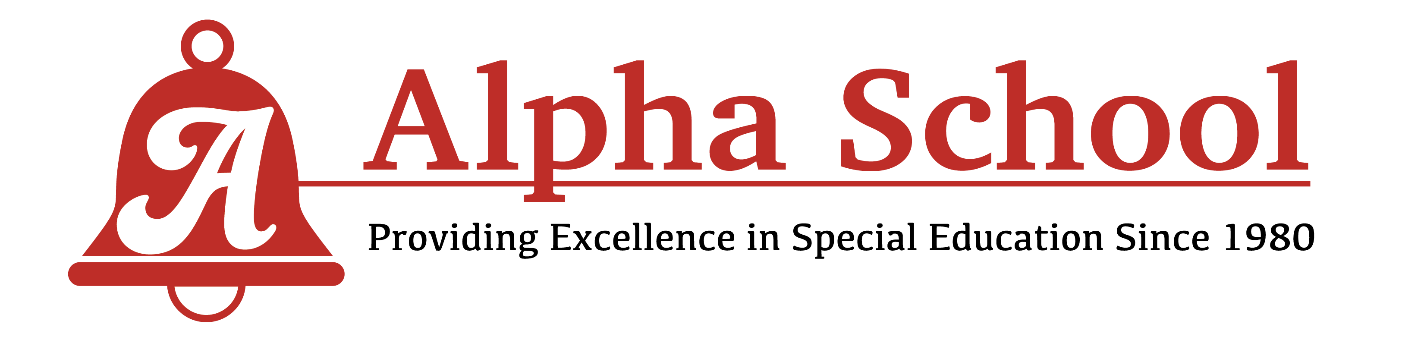 A
Alpha School
Providing Excellence in Special Education Since 1980